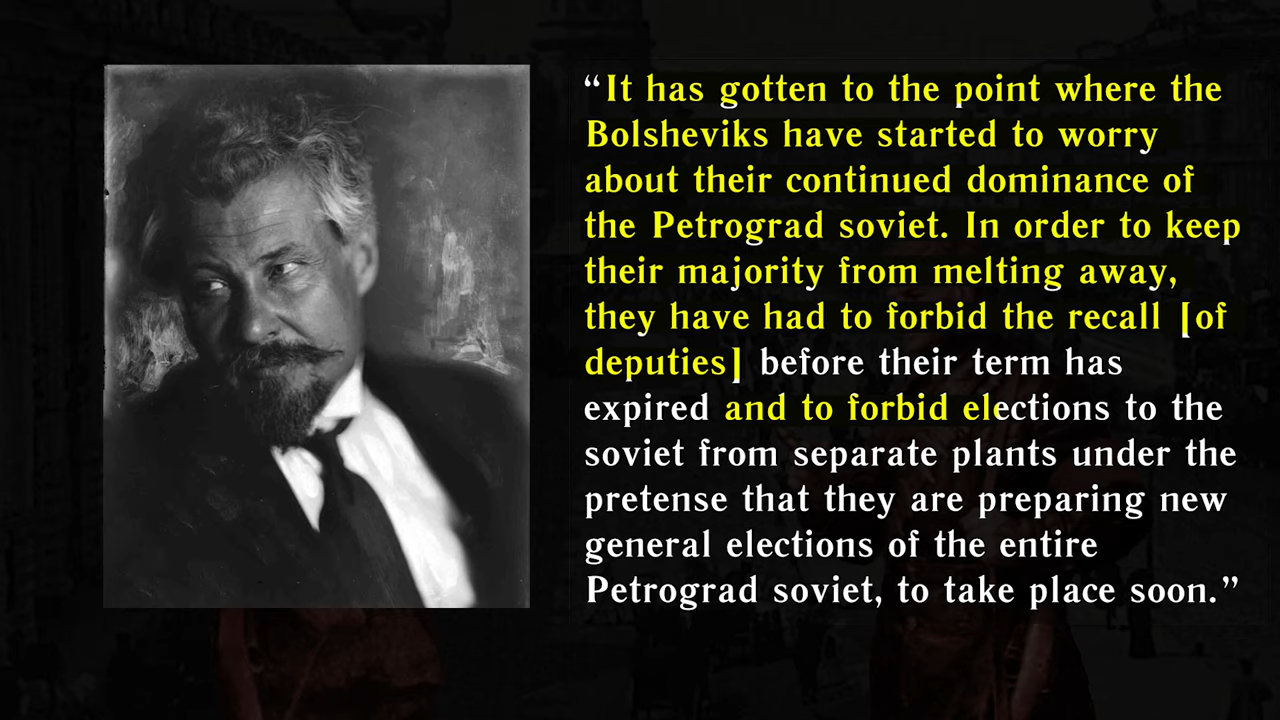 “It has gotten to the point where the
Bolsheviks have started to worry
about their continued dominance of
the Petrograd soviet. In order to keep
their majority from melting away,
they have had to forbid the recall [of
deputies] before their term has
expired and to forbid elections to the
soviet from separate plants under the
pretense that they are preparing new
general elections of the entire
Petrograd soviet, to take place soon.”